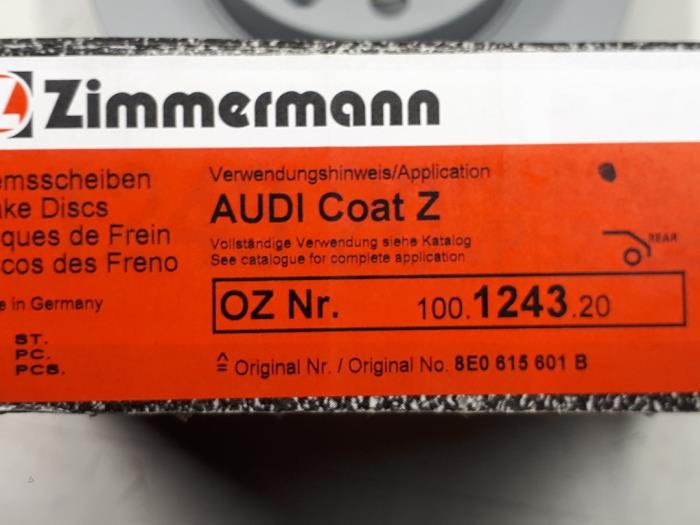 Zimmermann
emsscheiben
ake Discs
ques de Frein
cos des Freno
e in Germany
ST.
PC.
PCS.
Verwendungshinweis/Application
AUDI Coat Z
Vollständige Verwendung siehe Katalog
See catalogue for complete application
REAR
OZ Nr. 100.1243.20
≙ Original Nr. / Original No. 8E0 615 601 B